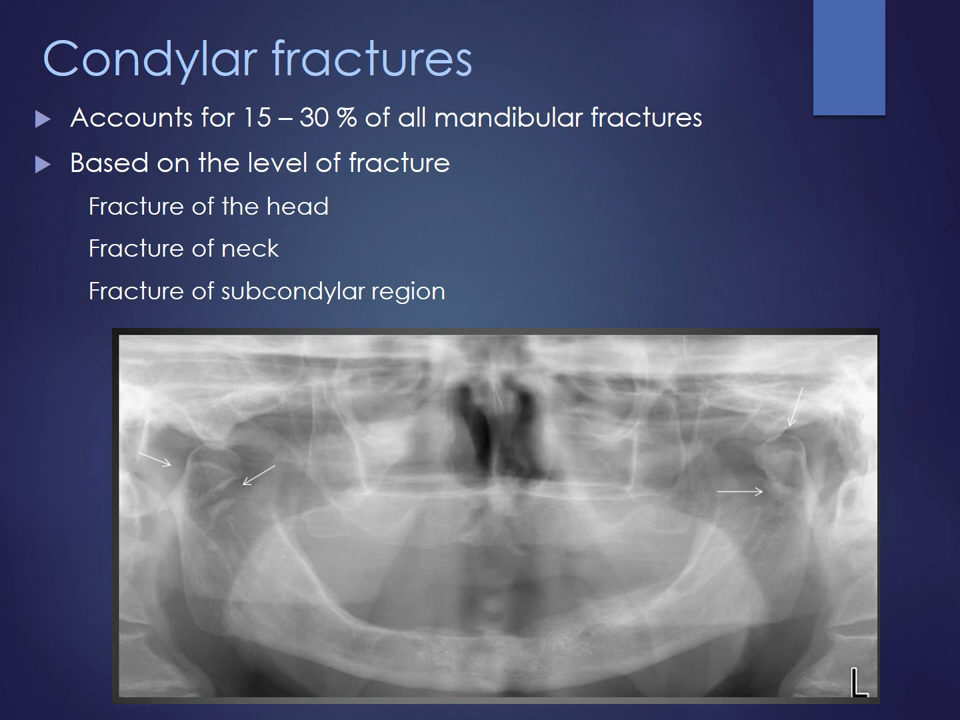 Condylar fractures
Accounts for 15 – 30 % of all mandibular fractures
Based on the level of fracture
Fracture of the head
Fracture of neck
Fracture of subcondylar region
L